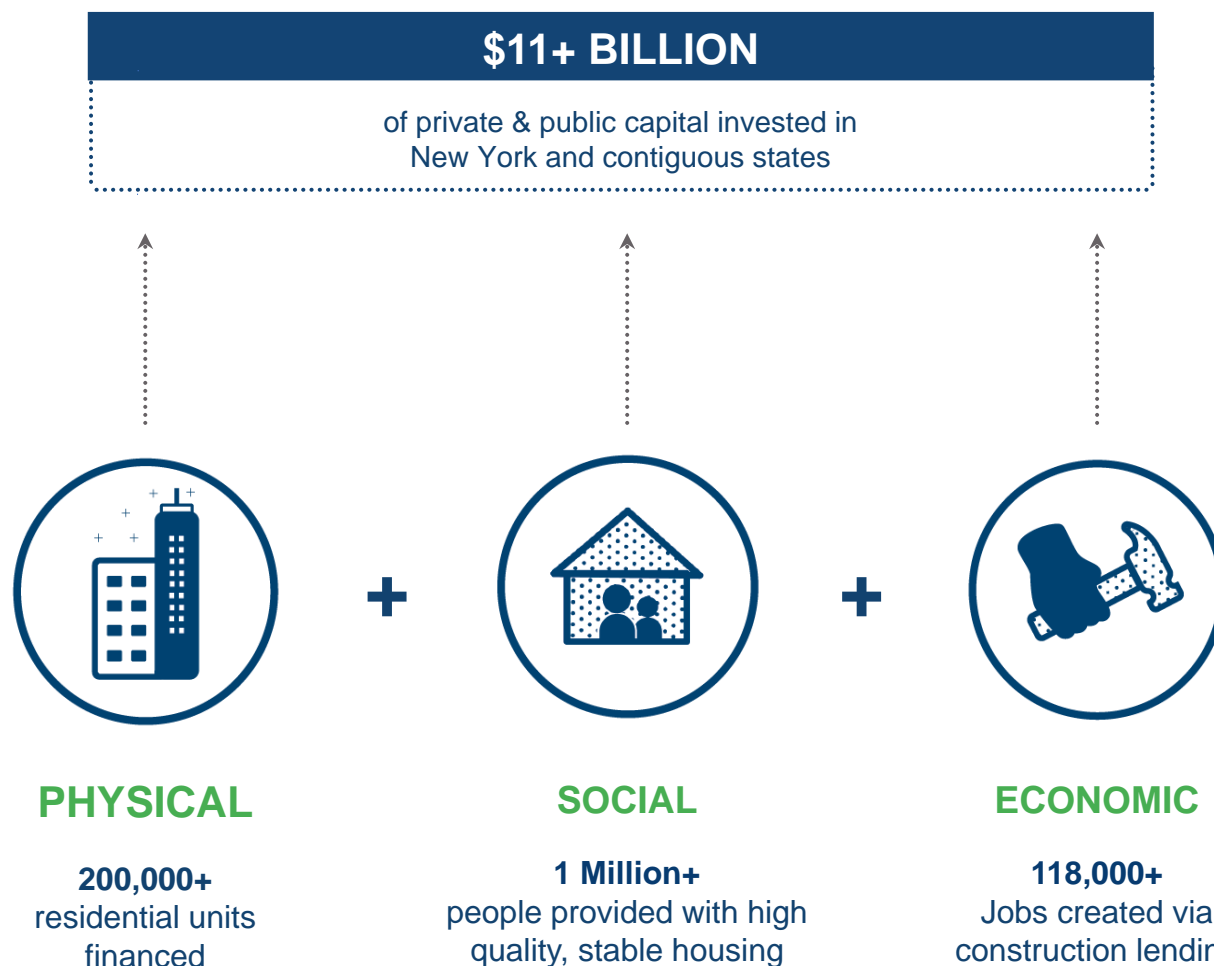 $11+ BILLION
of private & public capital invested in
New York and contiguous states
+
+
PHYSICAL
200,000+
residential units
financed
SOCIAL
1 Million+
people provided with high
quality, stable housing
ECONOMIC
118,000+
Jobs created via
construction lendin